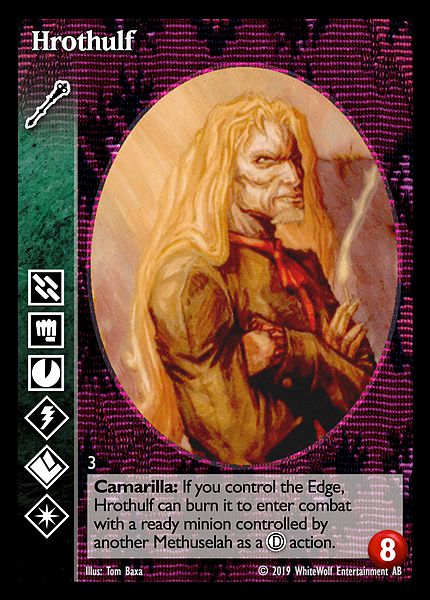 Hrothulf
3
Camarilla: If you control the Edge,
Hrothulf can burn it to enter combat
with a ready minion controlled by
another Methuselah as a D action.
8
Illus: Tom Baxa
© 2019 WhiteWolf Entertainment AB